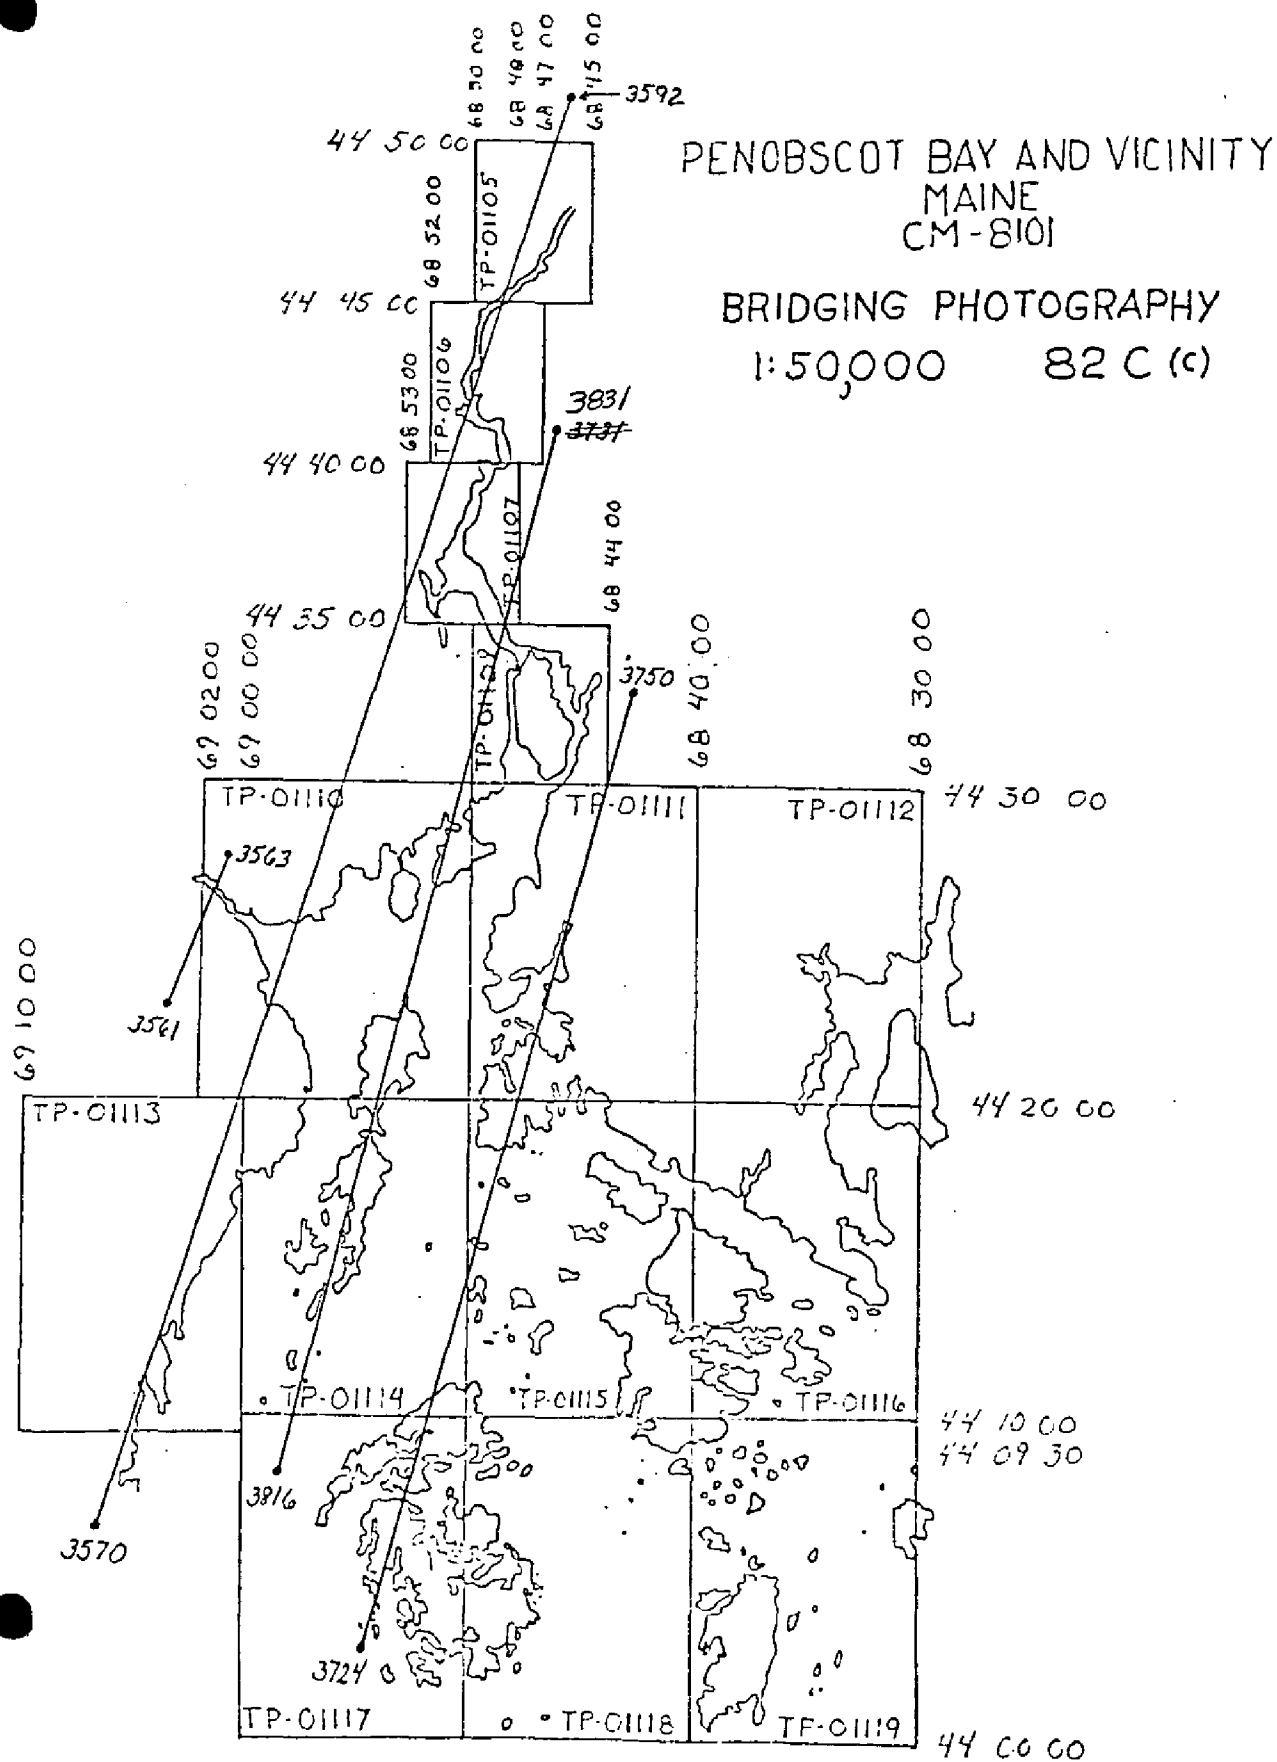 68 50 00
68 48 00
68 47 00
68 45 00
3592
44 50 00
PENOBSCOT BAY AND VICINITY
MAINE
CM-8101
68 52 00
TP-01105
44 45 00
BRIDGING PHOTOGRAPHY
1:50,000 82 C (c)
68 53 00
TP-01106
3831
3731
44 40 00
TP-01107
68 44 00
44 35 00
69 02 00
69 00 00
3750
68 40 00
68 30 00
TP-01110
TP-01111
TP-01112
44 30 00
3563
69 10 00
3561
TP-01113
44 20 00
TP-01114
TP-01115
TP-01116
44 10 00
44 09 30
3816
3570
3724
TP-01117
TP-01118
TP-01119
44 00 00